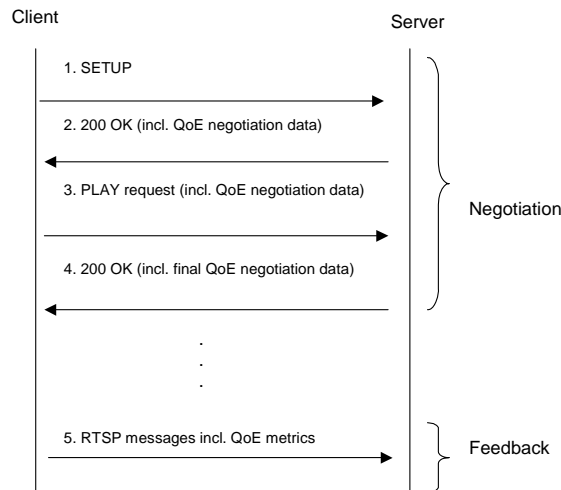 Client
Server
1. SETUP
2. 200 OK (incl. QoE negotiation data)
3. PLAY request (incl. QoE negotiation data)
Negotiation
4. 200 OK (incl. final QoE negotiation data)
.
.
.
5. RTSP messages incl. QoE metrics
Feedback